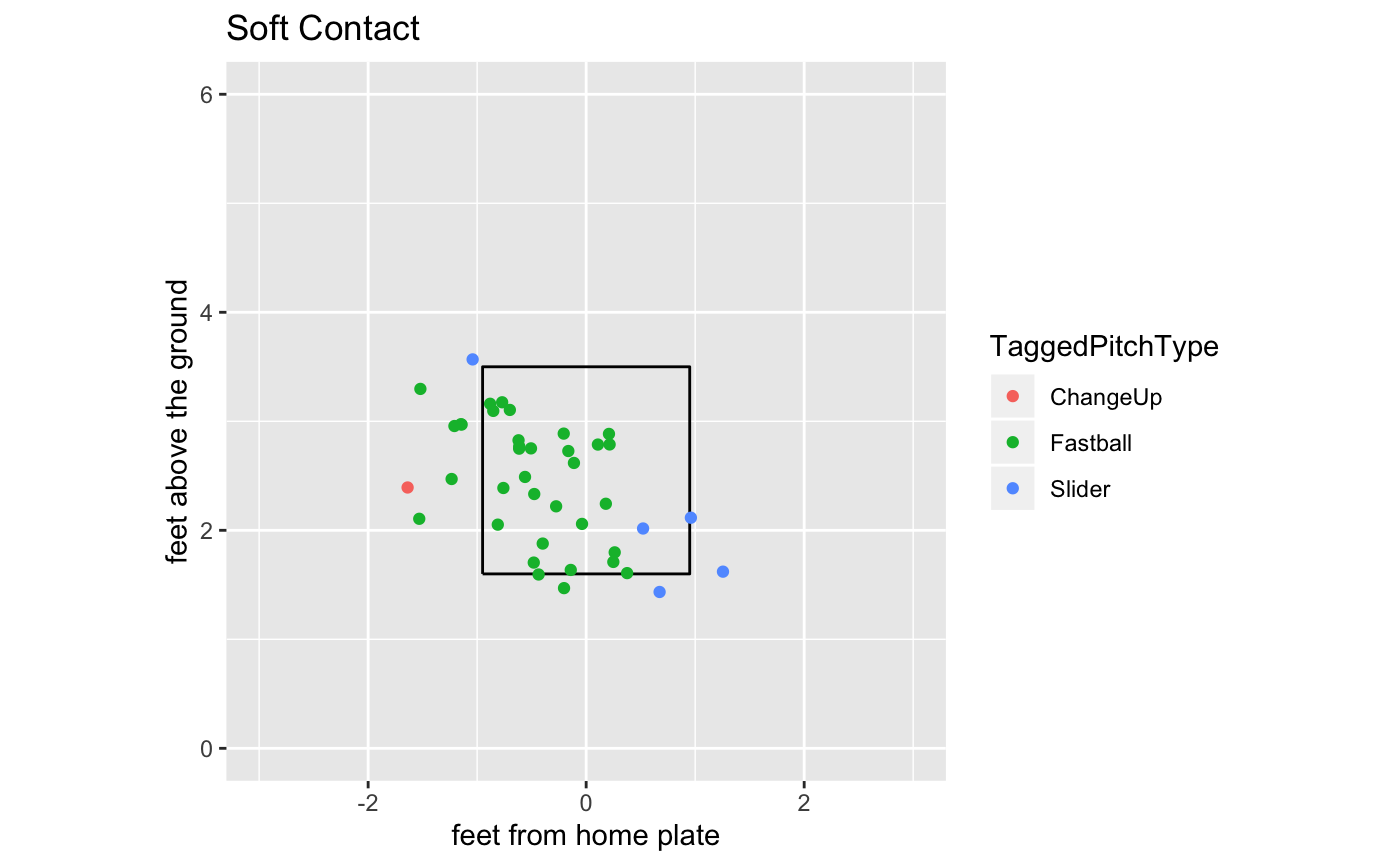 Soft Contact
6
4
2
0
feet above the ground
-2
0
2
feet from home plate
TaggedPitchType
ChangeUp
Fastball
Slider